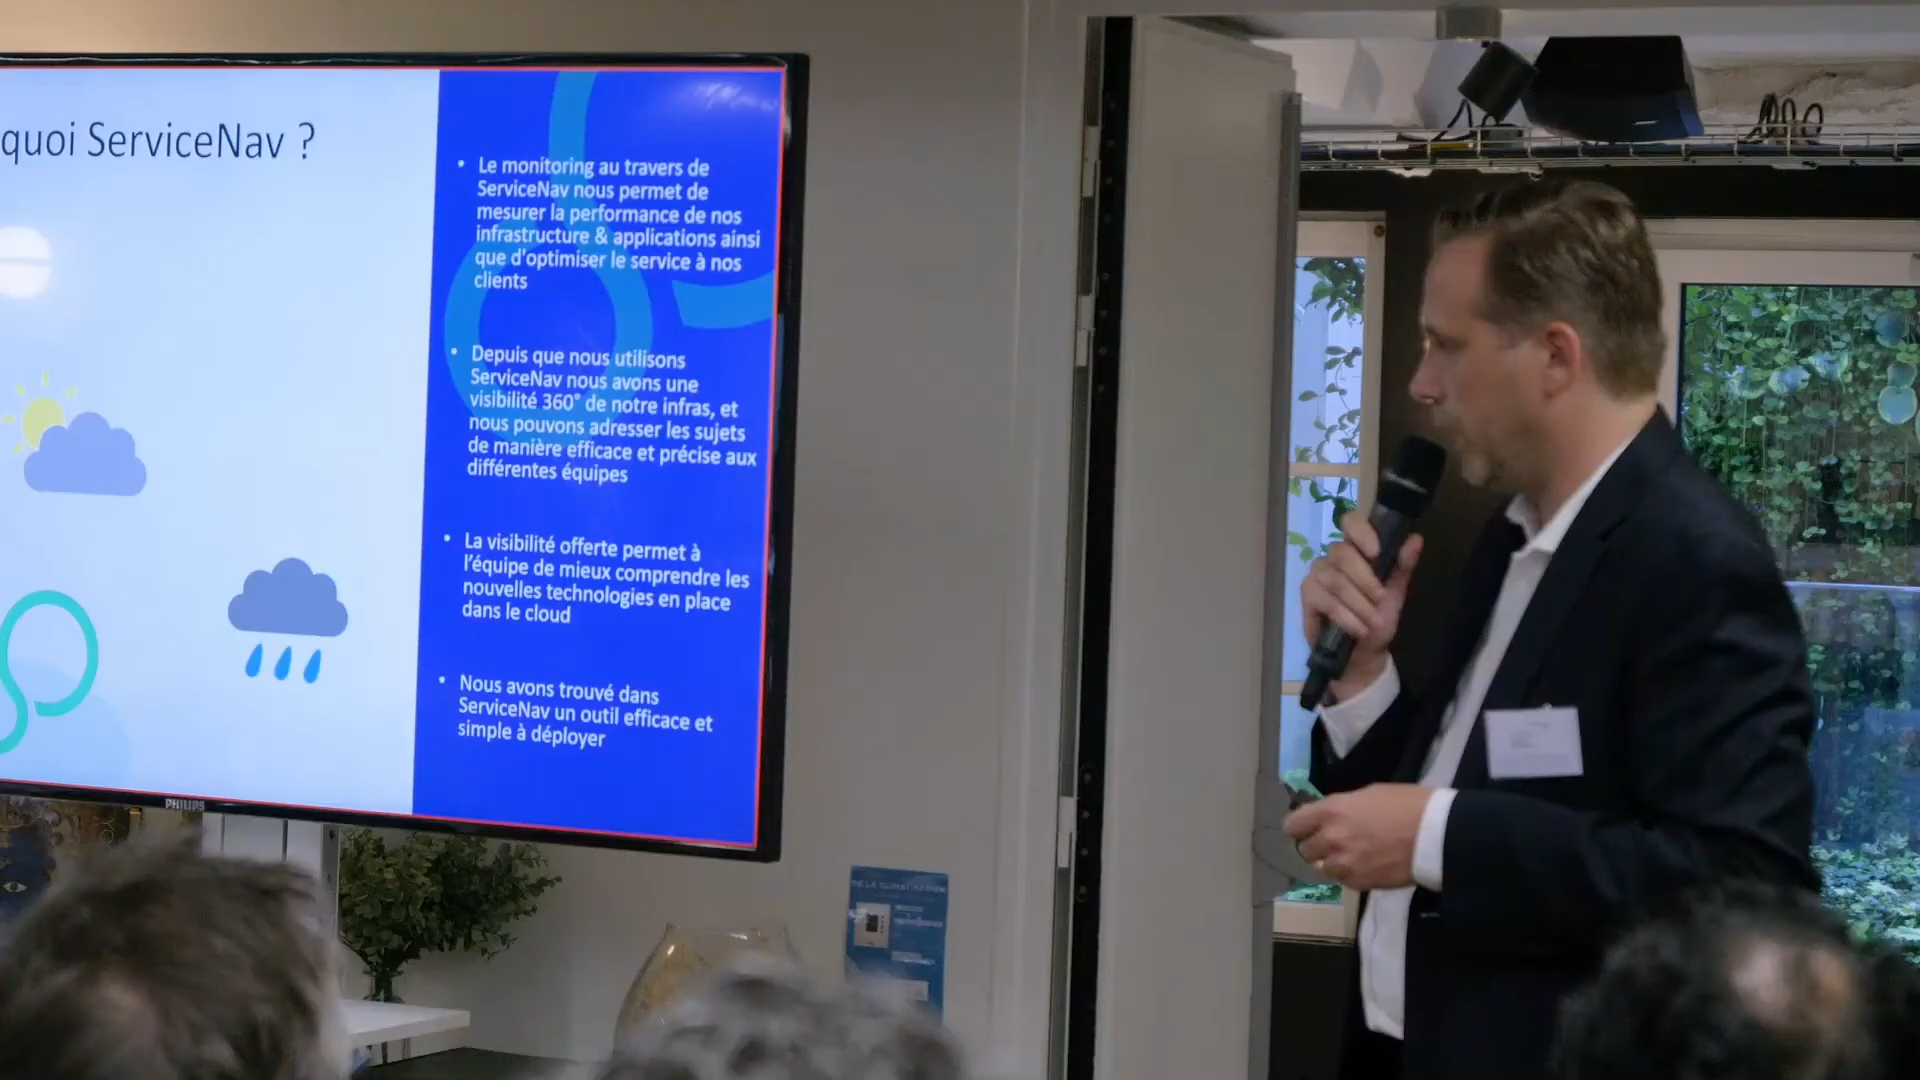 quoi ServiceNav ?
• Le monitoring au travers de
ServiceNav nous permet de
mesurer la performance de nos
infrastructure & applications ainsi
que d'optimiser le service à nos
clients
• Depuis que nous utilisons
ServiceNav nous avons une
visibilité 360° de notre infras, et
nous pouvons adresser les sujets
de manière efficace et précise aux
différentes équipes
• La visibilité offerte permet à
l'équipe de mieux comprendre les
nouvelles technologies en place
dans le cloud
• Nous avons trouvé dans
ServiceNav un outil efficace et
simple à déployer
PHILIPS
DE LA CLIMATISATION